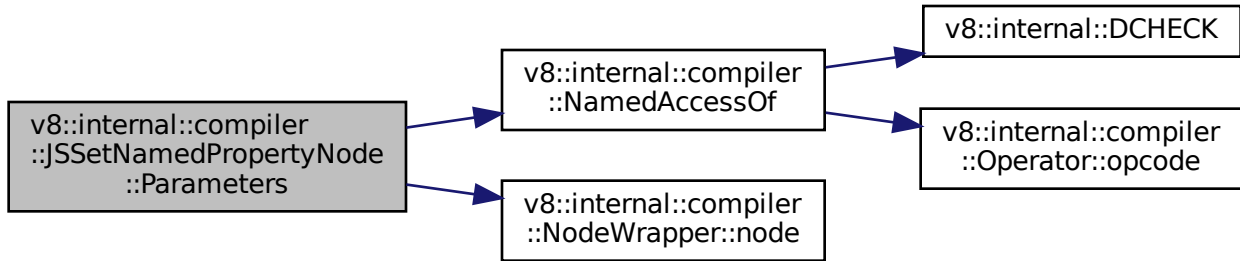 v8::internal::compiler
::JSSetNamedPropertyNode
::Parameters
v8::internal::compiler
::NamedAccessOf
v8::internal::DCHECK
v8::internal::compiler
::Operator::opcode
v8::internal::compiler
::NodeWrapper::node